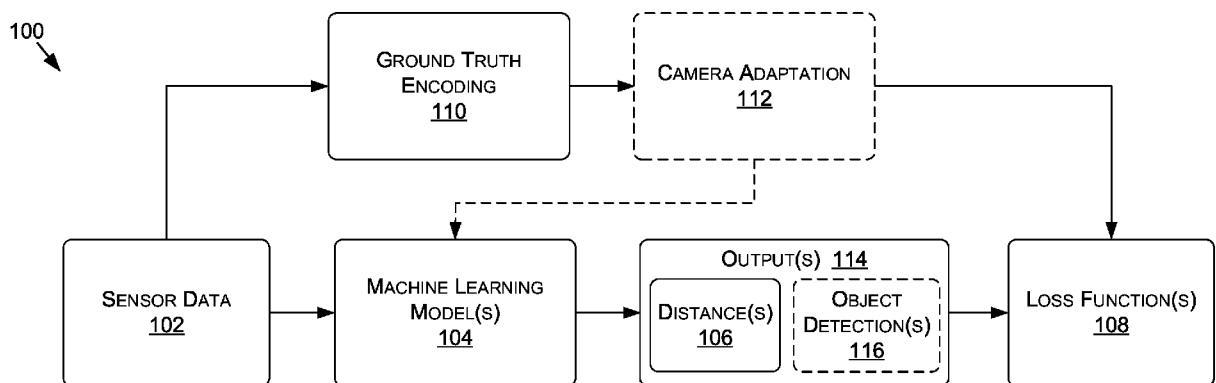 100
GROUND TRUTH
ENCODING
110
CAMERA ADAPTATION
112
SENSOR DATA
102
MACHINE LEARNING
MODEL(S)
104
OUTPUT(S) 114
DISTANCE(S)
106
OBJECT
DETECTION(S)
116
LOSS FUNCTION(S)
108